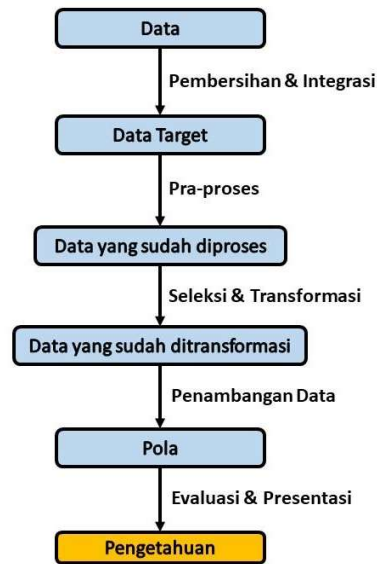 Data
Pembersihan & Integrasi
Data Target
Pra-proses
Data yang sudah diproses
Seleksi & Transformasi
Data yang sudah ditransformasi
Penambangan Data
Pola
Evaluasi & Presentasi
Pengetahuan